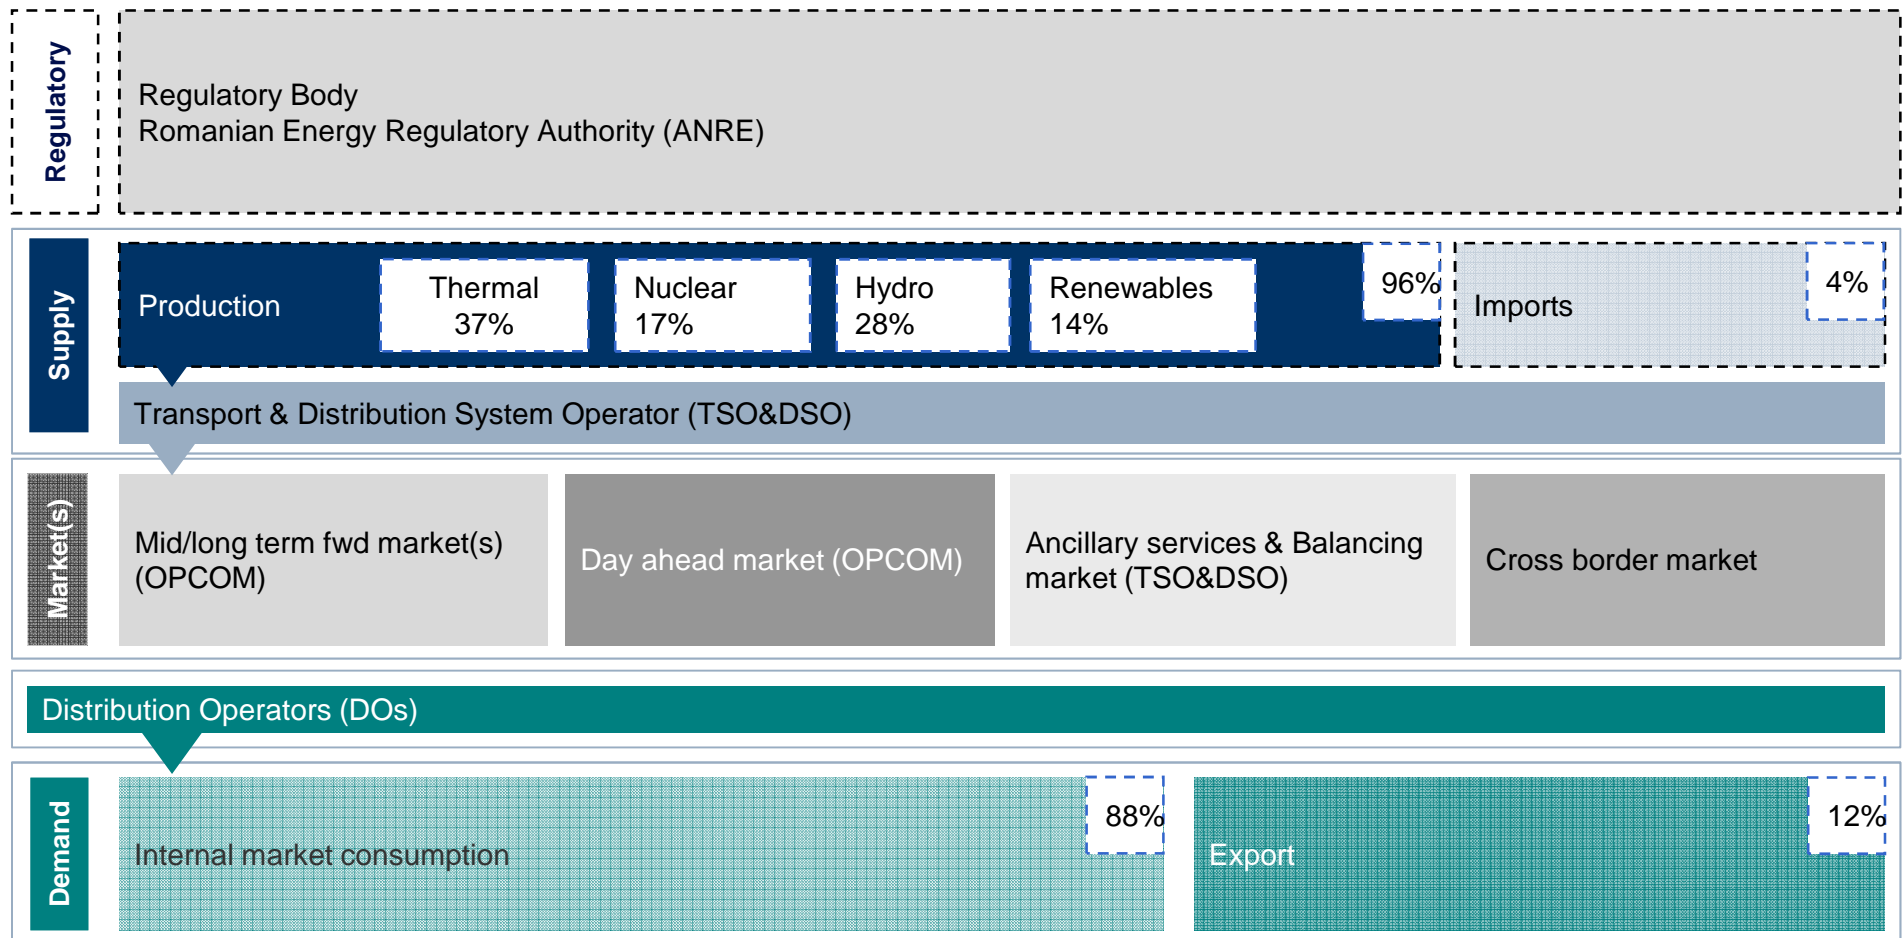 Regulatory
Regulatory Body
Romanian Energy Regulatory Authority (ANRE)
Supply
Production
Thermal
37%
Nuclear
17%
Hydro
28%
Renewables
14%
96%
Imports
4%
Transport & Distribution System Operator (TSO&DSO)
Market(s)
Mid/long term fwd market(s)
(OPCOM)
Day ahead market (OPCOM)
Ancillary services & Balancing
market (TSO&DSO)
Cross border market
Distribution Operators (DOs)
Demand
Internal market consumption
88%
Export
12%